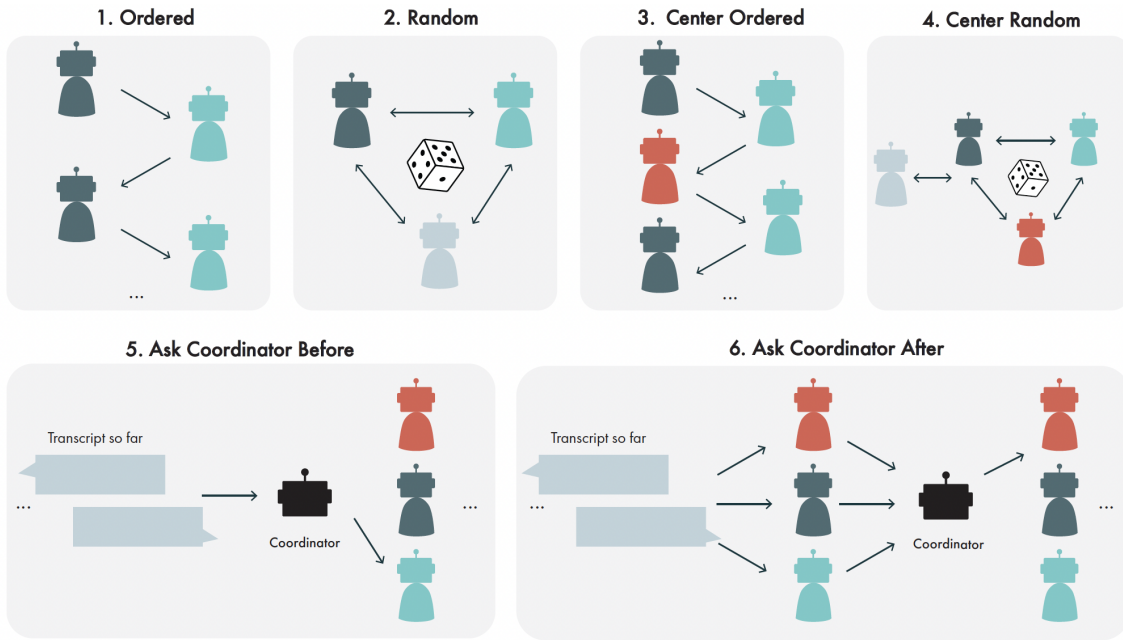 1. Ordered
2. Random
3. Center Ordered
4. Center Random
...
...
5. Ask Coordinator Before
6. Ask Coordinator After
Transcript so far
Transcript so far
...
...
...
...
Coordinator
Coordinator